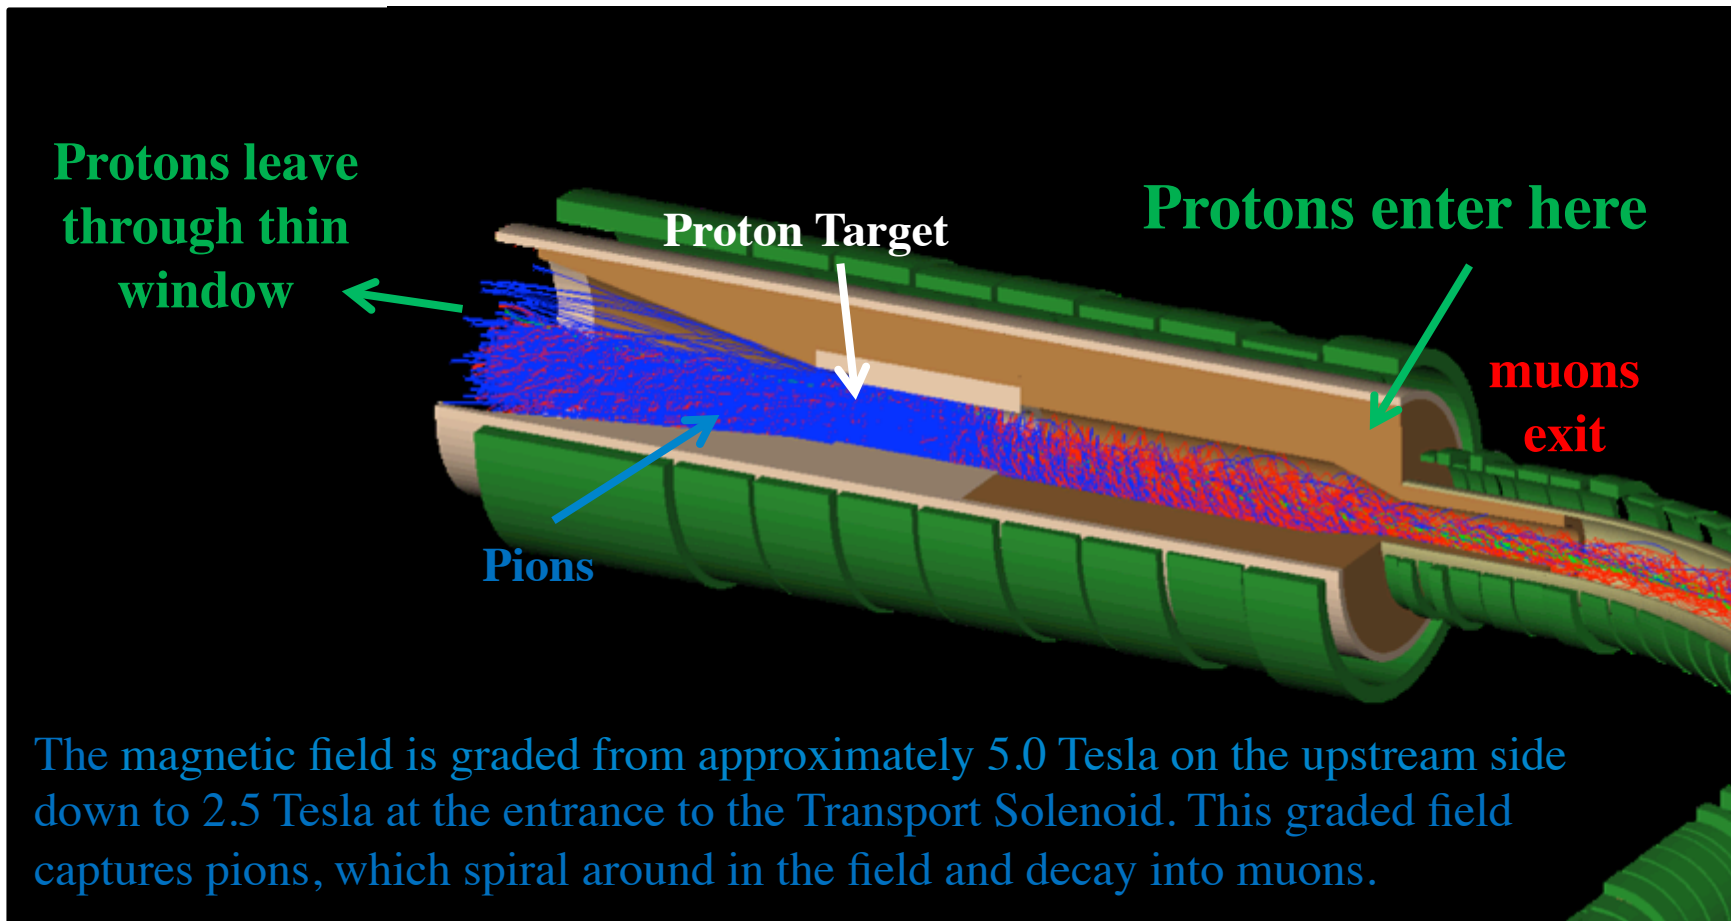 Protons leave
through thin
window
Proton Target
Protons enter here
muons
exit
Pions
The magnetic field is graded from approximately 5.0 Tesla on the upstream side
down to 2.5 Tesla at the entrance to the Transport Solenoid. This graded field
captures pions, which spiral around in the field and decay into muons.